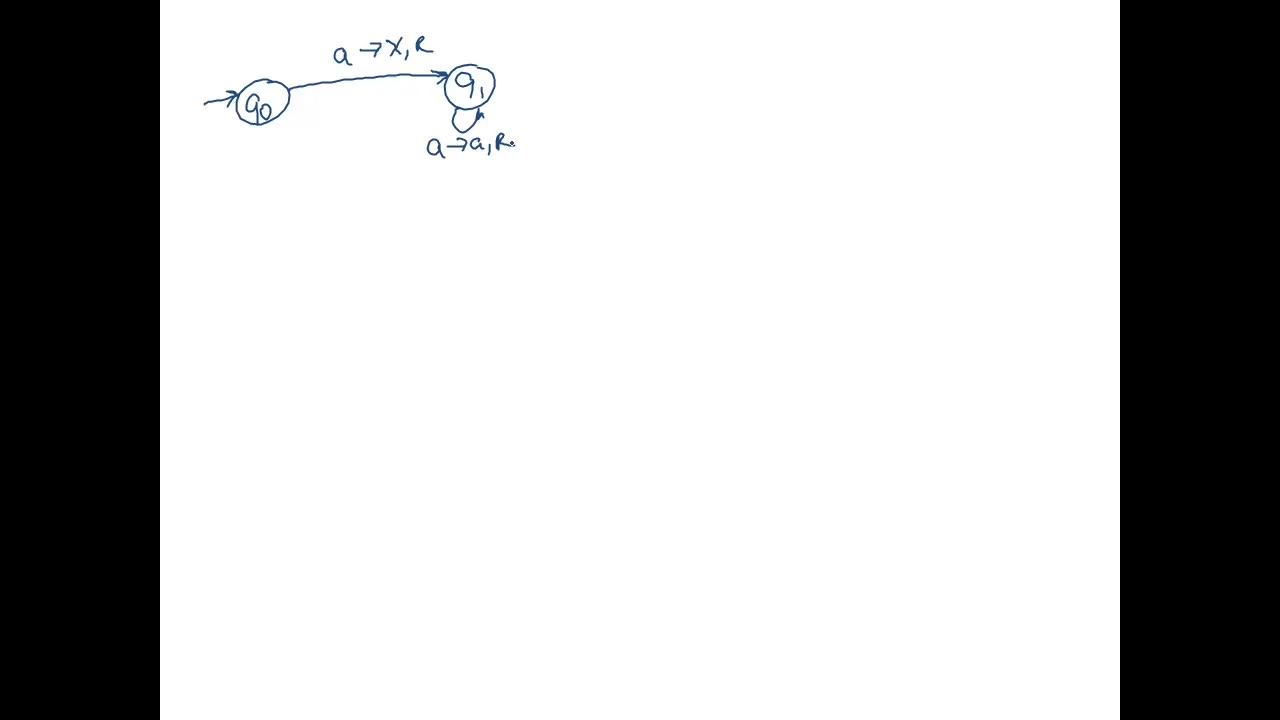 a → X, R
q0
q1
a → a, R